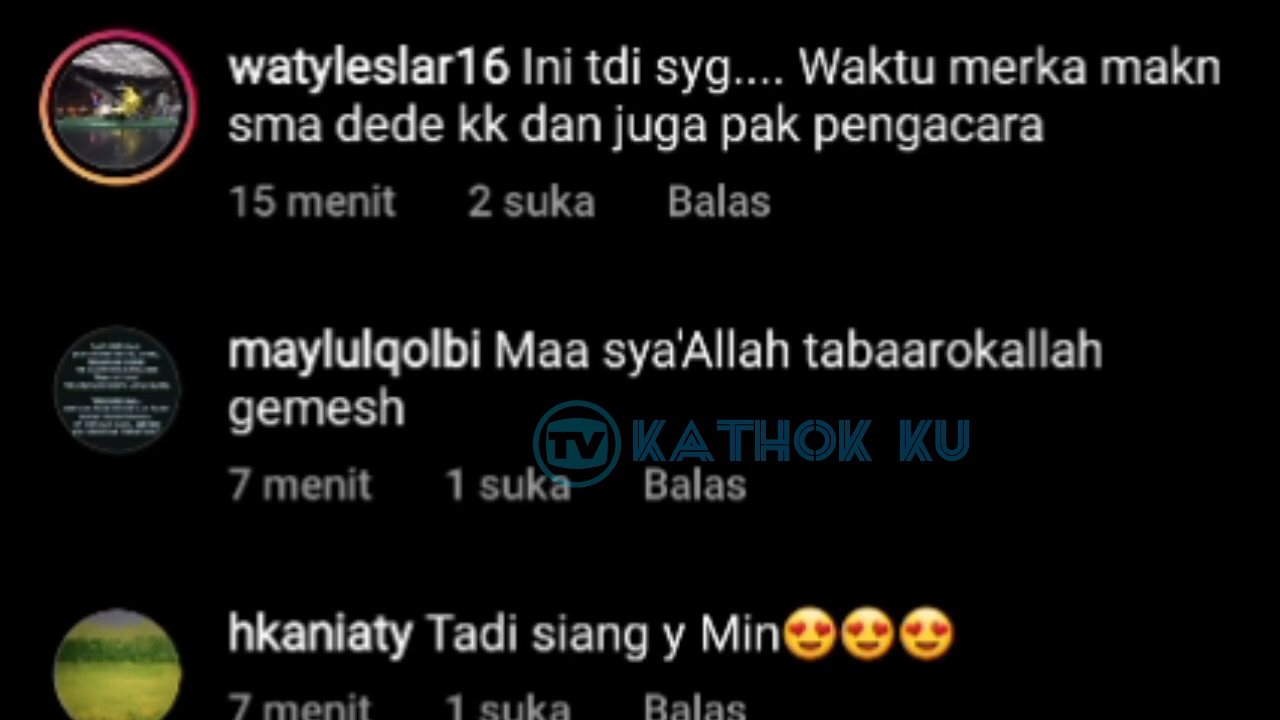 watyleslar16 Ini tdi syg.... Waktu merka makn
sma dede kk dan juga pak pengacara
15 menit 2 suka Balas
maylulqolbi Maa sya'Allah tabaarokallah
gemesh
TV KATHOK KU
7 menit 1 suka Balas
hkaniaty Tadi siang y Min😍😍😍
7 menit 1 suka Balas